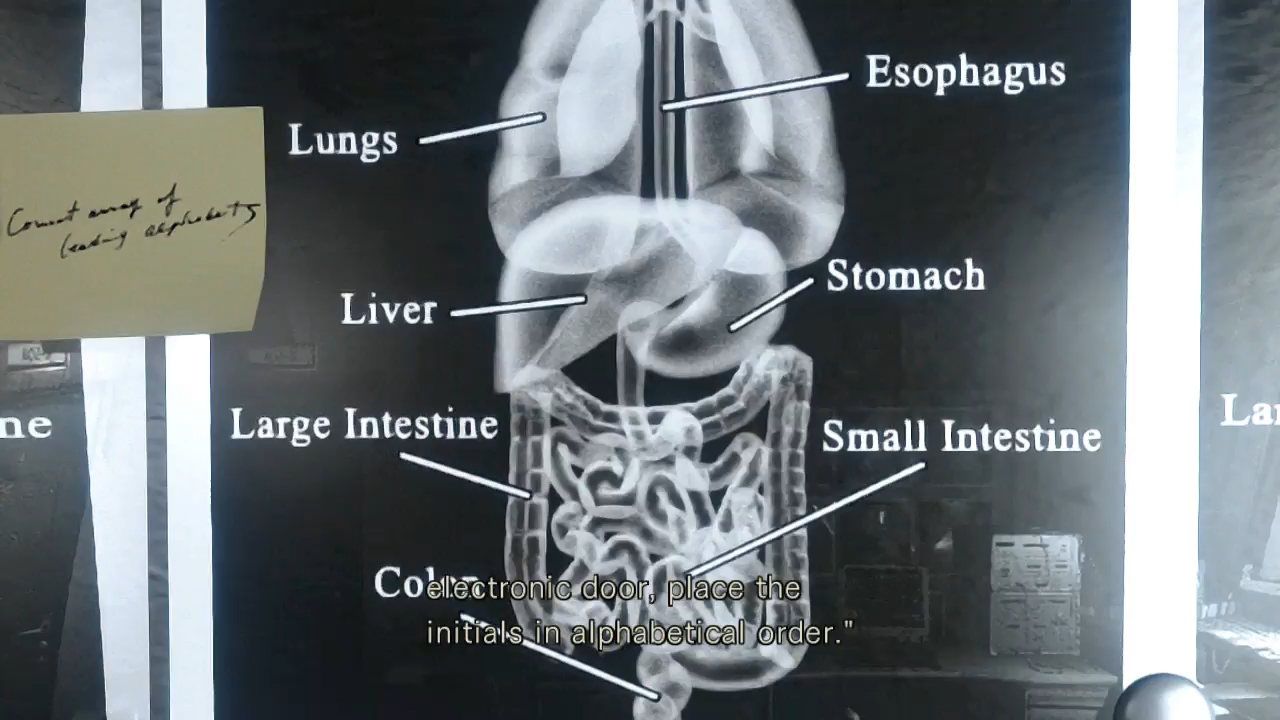 Esophagus
Lungs
Correct array of
leading alphabets
Stomach
Liver
ne
Large Intestine
Small Intestine
Colon
electronic door, place the
initials in alphabetical order."